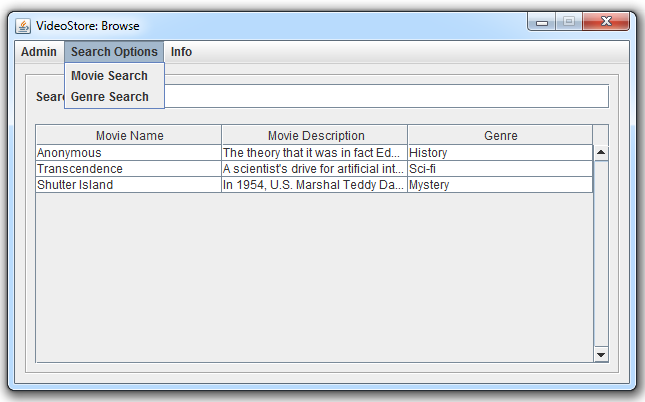 VideoStore: Browse
Admin Search Options Info
Movie Search
Genre Search
Movie Name Movie Description Genre
Anonymous The theory that it was in fact Ed... History
Transcendence A scientist's drive for artificial int... Sci-fi
Shutter Island In 1954, U.S. Marshal Teddy Da... Mystery